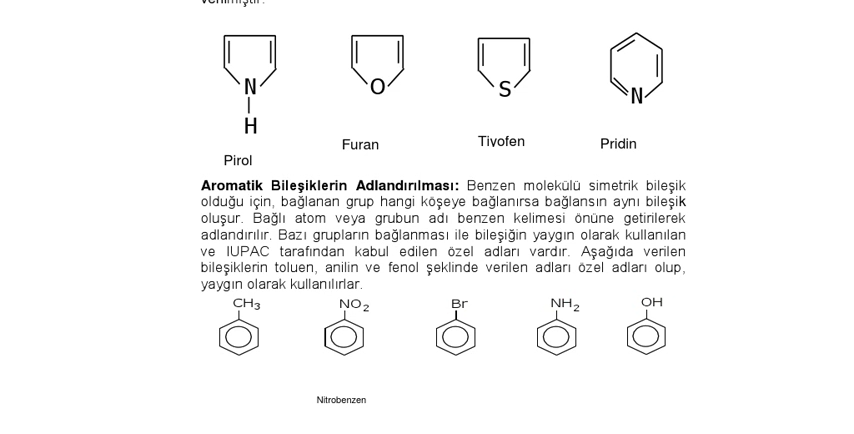 verilmiştir.
N
O
S
N
H
Furan
Tiyofen
Pridin
Pirol
Aromatik Bileşiklerin Adlandırılması: Benzen molekülü simetrik bileşik
olduğu için, bağlanan grup hangi köşeye bağlanırsa bağlansın aynı bileşik
oluşur. Bağlı atom veya grubun adı benzen kelimesi önüne getirilerek
adlandırılır. Bazı grupların bağlanması ile bileşiğin yaygın olarak kullanılan
ve IUPAC tarafından kabul edilen özel adları vardır. Aşağıda verilen
bileşiklerin toluen, anilin ve fenol şeklinde verilen adları özel adları olup,
yaygın olarak kullanılırlar.
CH3 NO2 Br NH2 OH
Nitrobenzen